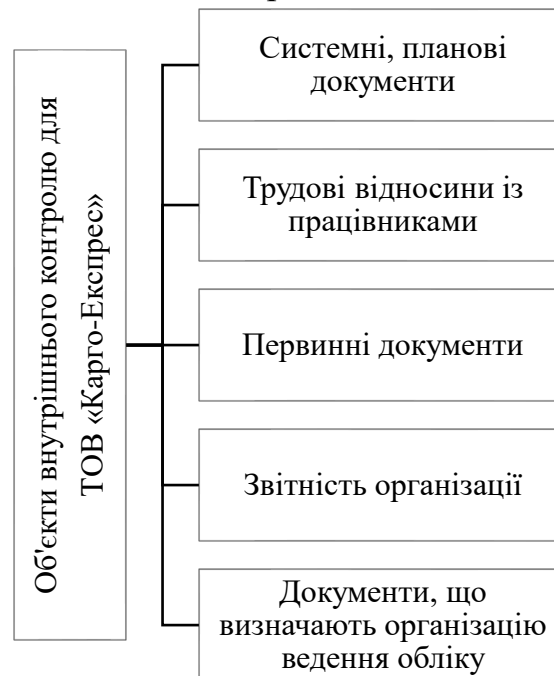 Об'єкти внутрішнього контролю для
ТОВ «Карго-Експрес»
Системні, планові
документи
Трудові відносини із
працівниками
Первинні документи
Звітність організації
Документи, що
визначають організацію
ведення обліку